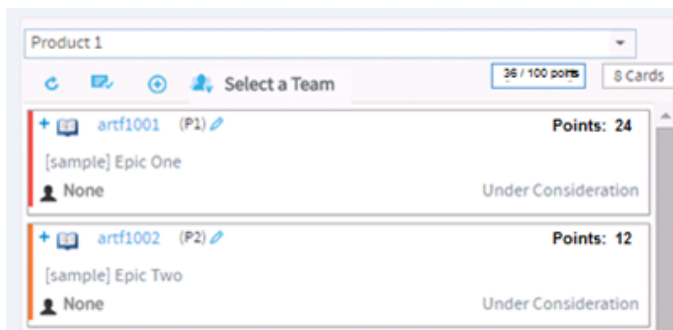 Product 1
Select a Team 36 / 100 points 8 Cards
artf1001 (P1) Points: 24
[sample] Epic One
None Under Consideration
artf1002 (P2) Points: 12
[sample] Epic Two
None Under Consideration